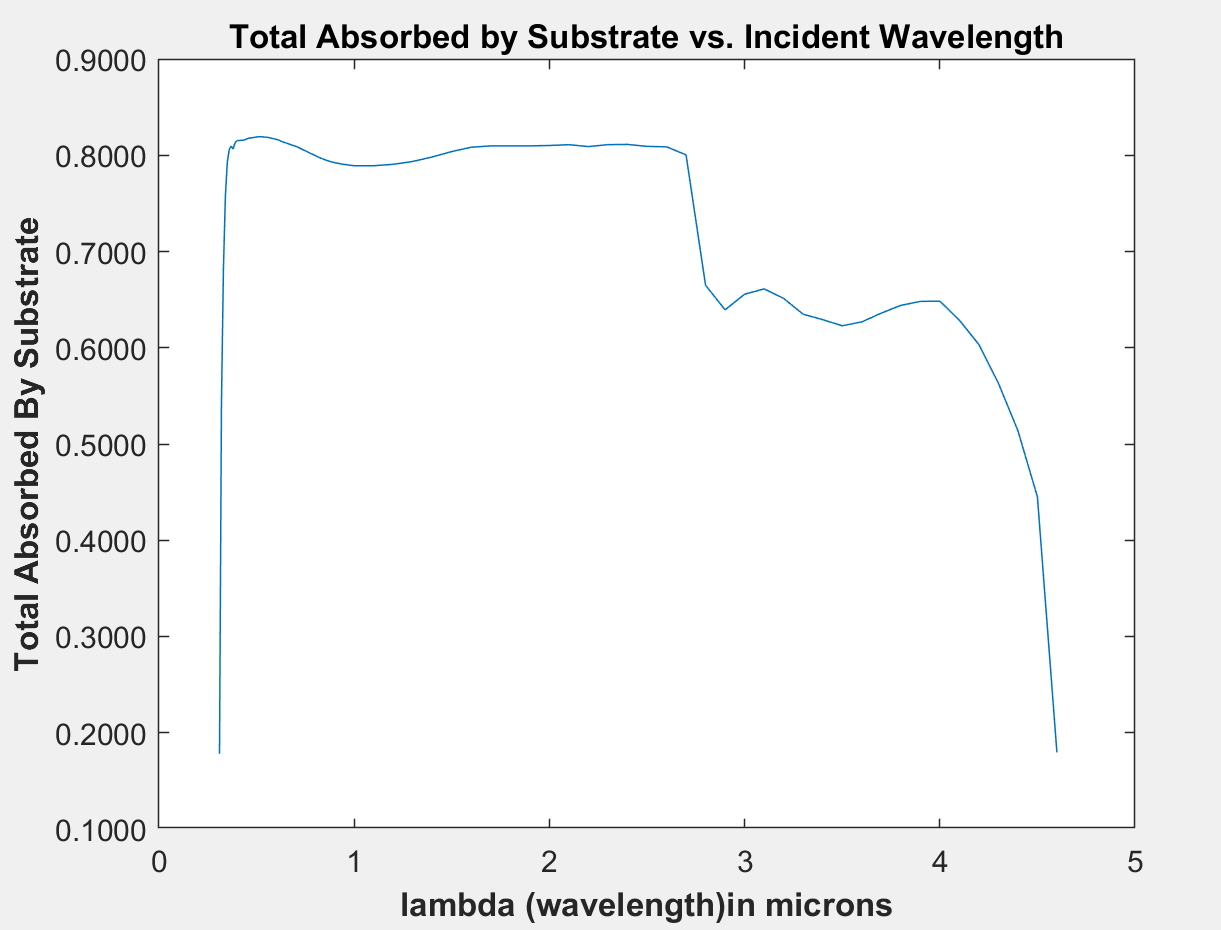 Total Absorbed by Substrate vs. Incident Wavelength
0.9000
0.8000
0.7000
0.6000
0.5000
0.4000
0.3000
0.2000
0.1000
Total Absorbed By Substrate
0 1 2 3 4 5
lambda (wavelength)in microns